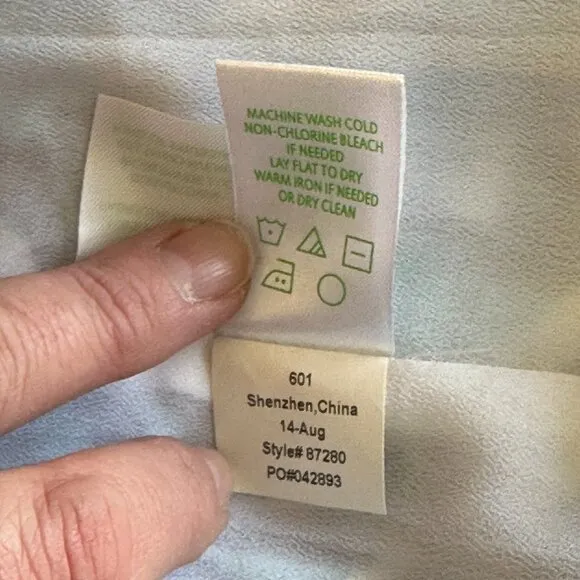 MACHINE WASH COLD
NON-CHLORINE BLEACH
IF NEEDED
LAY FLAT TO DRY
WARM IRON IF NEEDED
OR DRY CLEAN
601
Shenzhen,China
14-Aug
Style# 87280
PO#042893